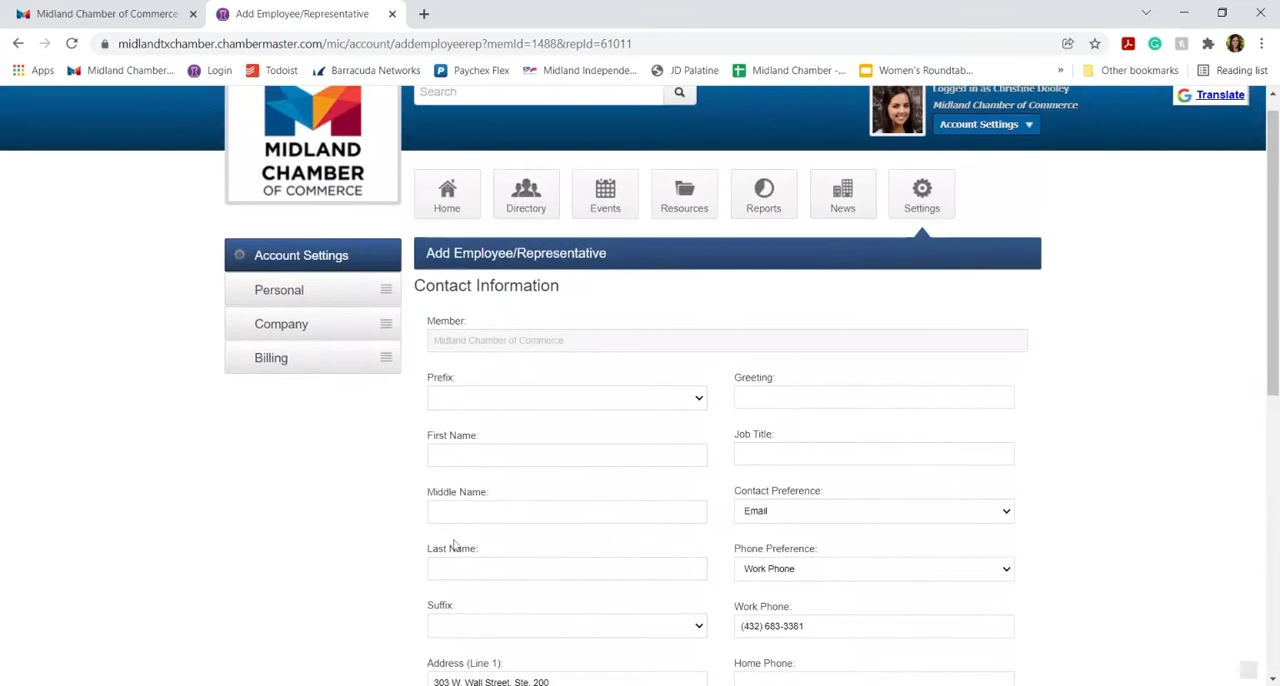 Midland Chamber of Commerce
Add Employee/Representative
midlandtxchamber.chambermaster.com/mic/account/addemployeerep?memId=1488&repId=61011
Apps Midland Chamber... Login Todoist Barracuda Networks Paychex Flex Midland Independe... JD Palatine Midland Chamber -... Women's Roundtab... » Other bookmarks Reading list
Search
Logged in as Christine Dooley
Midland Chamber of Commerce
Account Settings
Translate
MIDLAND
CHAMBER
OF COMMERCE
Home Directory Events Resources Reports News Settings
Account Settings
Personal
Company
Billing
Add Employee/Representative
Contact Information
Member:
Midland Chamber of Commerce
Prefix:
Greeting:
First Name:
Job Title:
Middle Name:
Contact Preference:
Email
Last Name:
Phone Preference:
Work Phone
Suffix:
Work Phone:
(432) 683-3381
Address (Line 1):
303 W. Wall Street, Ste. 200
Home Phone: